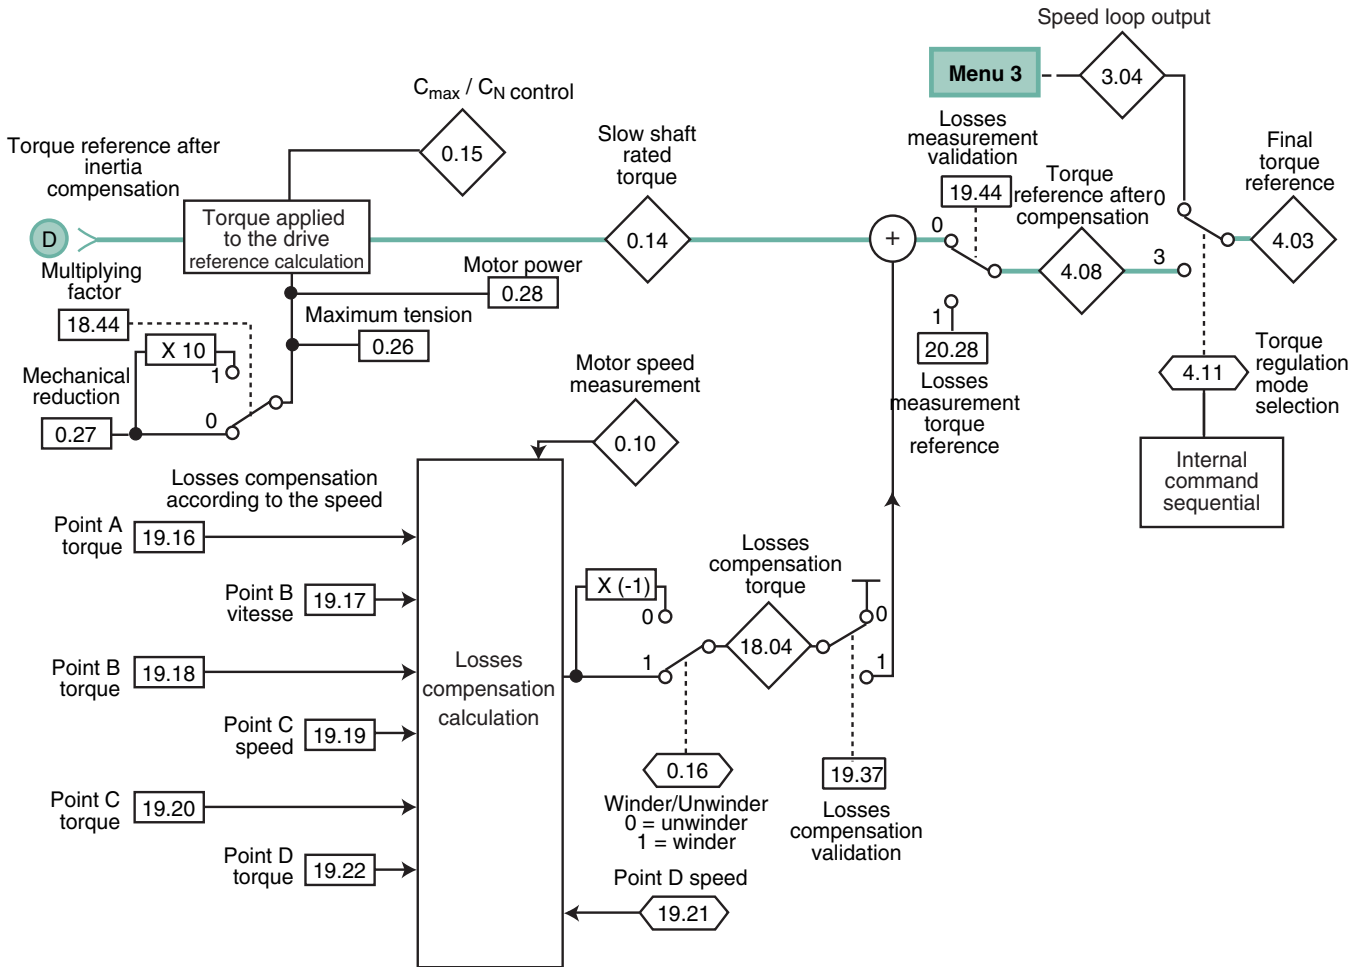 Speed loop output
Menu 3
3.04
Cmax / CN control
0.15
Torque reference after
inertia
compensation
Slow shaft
rated
torque
Losses
measurement
validation
19.44
Torque
reference after
compensation
0
Final
torque
reference
D
Torque applied
to the drive
reference calculation
0.14
+
0
4.08
3
4.03
Multiplying
factor
18.44
Motor power
0.28
Maximum tension
0.26
X 10
1
Mechanical
reduction
0
0.27
1
20.28
Losses
measurement
torque
reference
4.11
Torque
regulation
mode
selection
Internal
command
sequential
Motor speed
measurement
0.10
Losses compensation
according to the speed
Point A
torque
19.16
Point B
vitesse
19.17
Point B
torque
19.18
Point C
speed
19.19
Point C
torque
19.20
Point D
torque
19.22
Losses
compensation
calculation
X (-1)
0
1
Losses
compensation
torque
18.04
0
1
0.16
Winder/Unwinder
0 = unwinder
1 = winder
19.37
Losses
compensation
validation
Point D speed
19.21